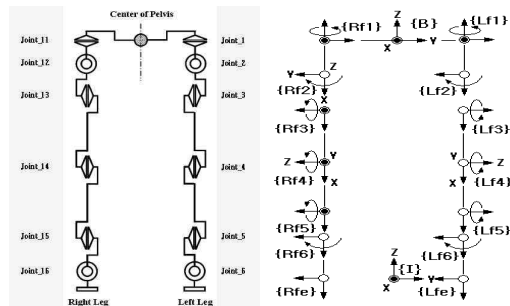 Center of Pelvis
Joint_11
Joint_1
Joint_12
Joint_2
Joint_13
Joint_3
Joint_14
Joint_4
Joint_15
Joint_5
Joint_16
Joint_6
Right Leg
Left Leg
{Rf1}
Z
{B}
{Lf1}
X
Y
X
Y
Z
{Rf2}
X
{Lf2}
{Rf3}
{Lf3}
Z
Y
Y
Z
{Rf4}
X
X
{Lf4}
{Rf5}
{Lf5}
{Rf6}
Z
{I}
{Lf6}
{Rfe}
X
Y
{Lfe}